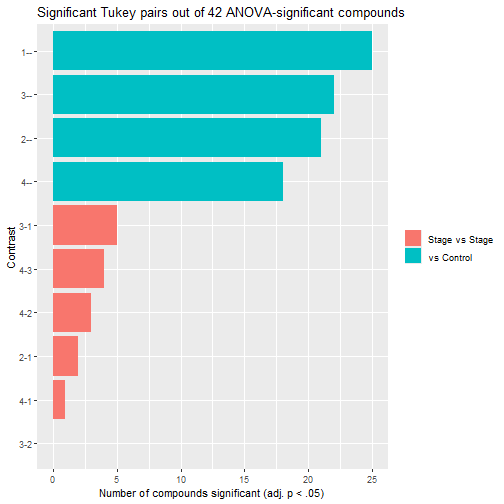 Significant Tukey pairs out of 42 ANOVA-significant compounds
1--
3--
2--
4--
3-1
4-3
4-2
2-1
4-1
3-2
Contrast
0 5 10 15 20 25
Number of compounds significant (adj. p < .05)
Stage vs Stage
vs Control